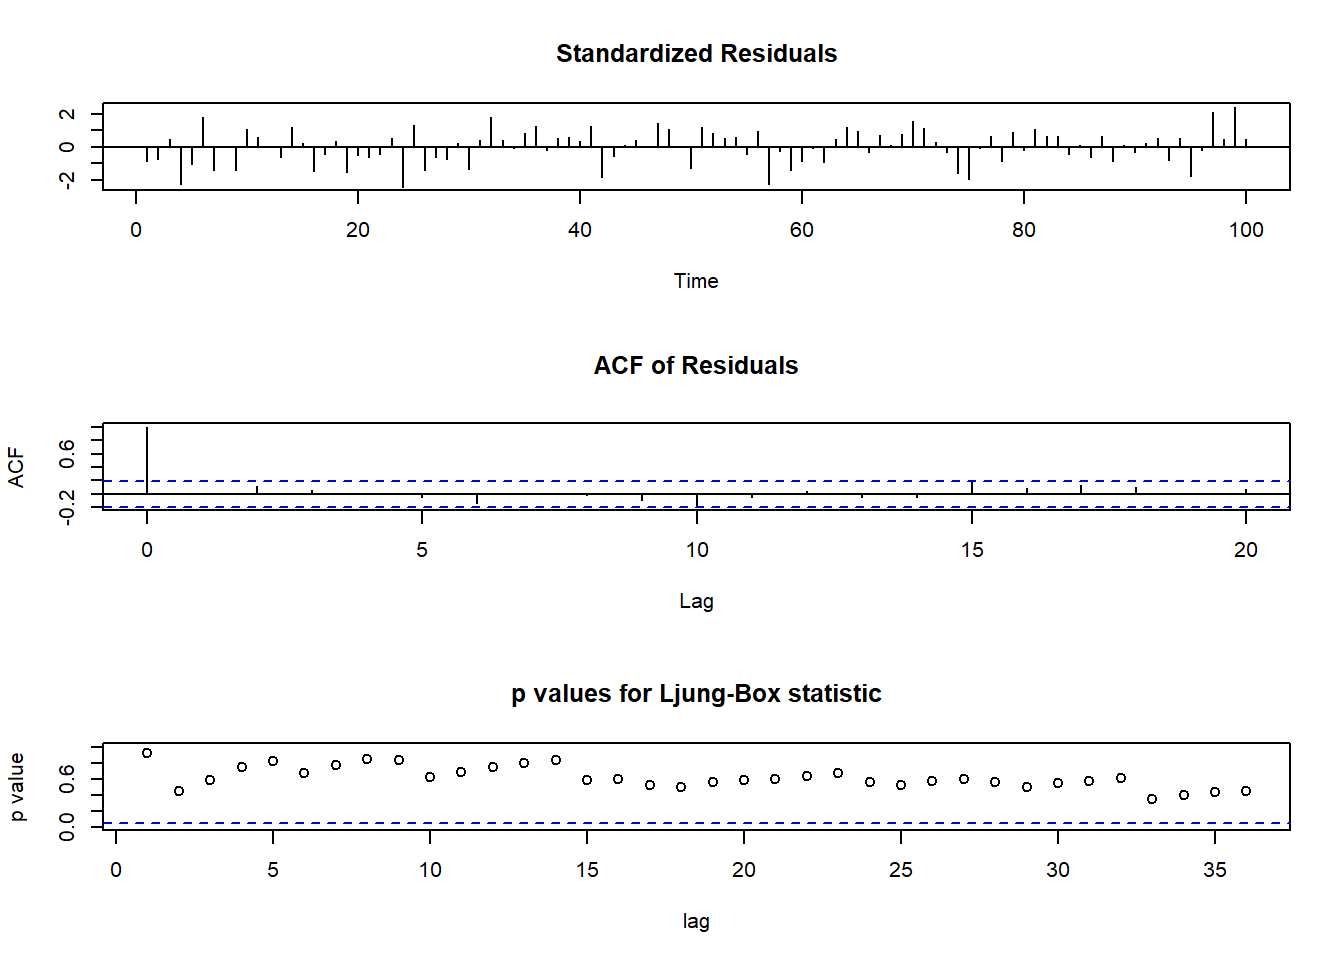 Standardized Residuals
2
0
-2
0 20 40 60 80 100
Time
ACF of Residuals
ACF
0.6
-0.2
0 5 10 15 20
Lag
p values for Ljung-Box statistic
p value
0.6
0.0
0 5 10 15 20 25 30 35
lag